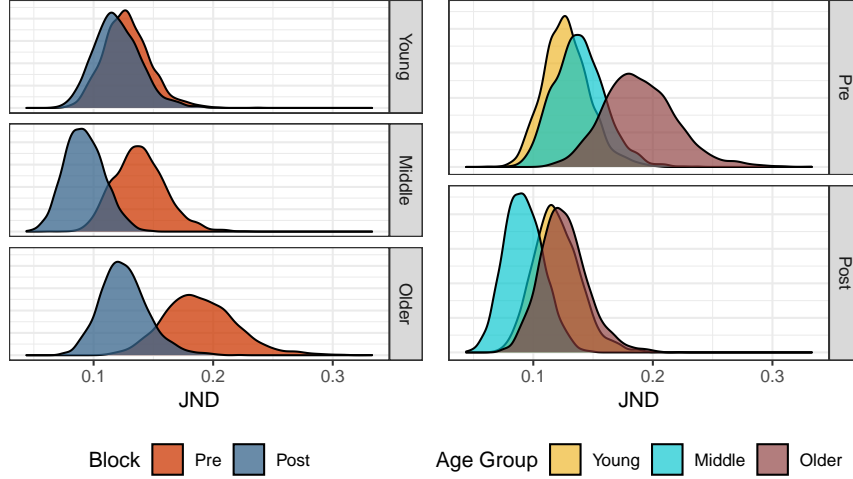 Young
Middle
Older
0.1 0.2 0.3
JND
Block Pre Post
Pre
Post
0.1 0.2 0.3
JND
Age Group Young Middle Older